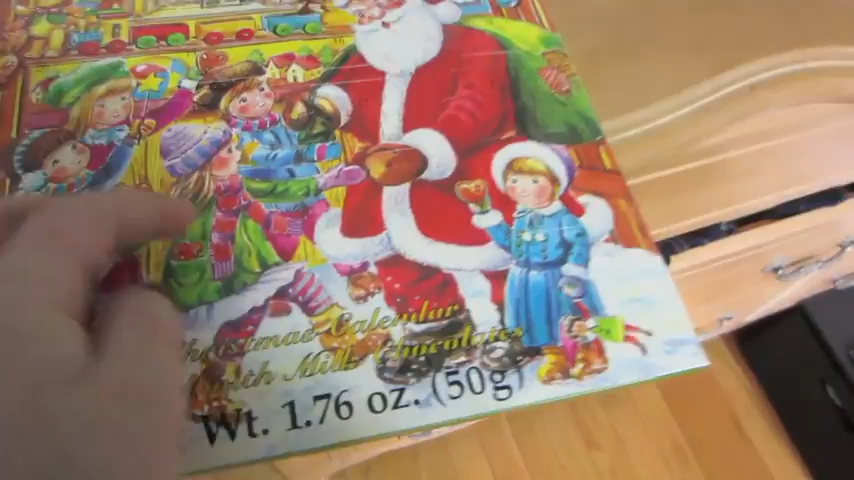 Christmas Calendar
with Milk Chocolates
Wt. 1.76 oz. (50g)